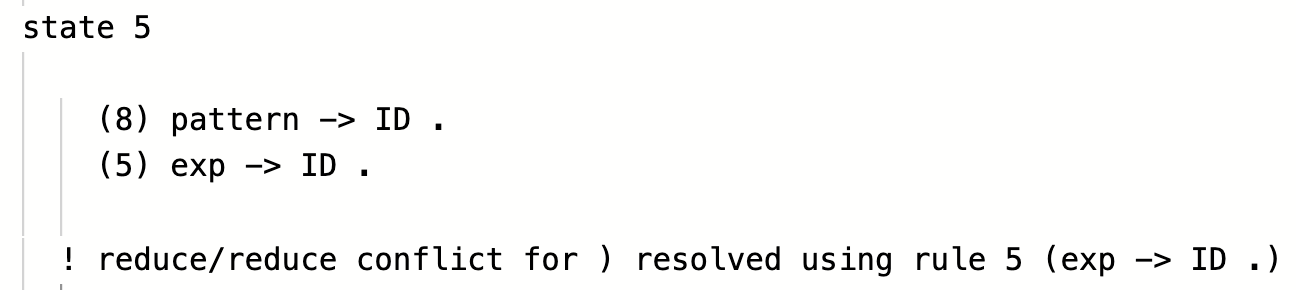 state 5
(8) pattern -> ID .
(5) exp -> ID .
! reduce/reduce conflict for ) resolved using rule 5 (exp -> ID .)